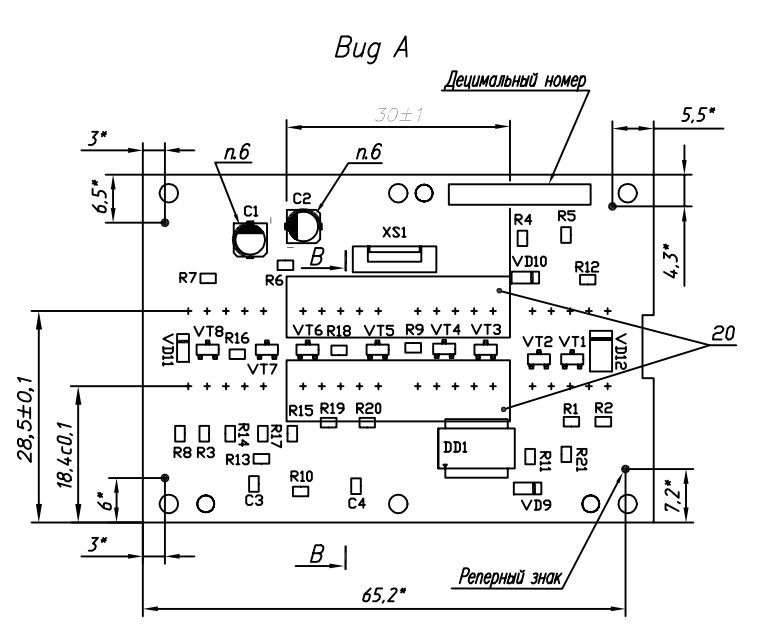 Вид А
Децимальный номер
30±1
5,5*
3*
п.6
п.6
6,5*
C1
C2
R4
R5
4,3*
XS1
В
VD10
R7
R6
R12
VT8
VT6
R18
VT5
R9
VT4
VT3
20
VD11
R16
VT7
VT2
VT1
VD12
28,5±0,1
18,4±0,1
R15
R19
R20
R1
R2
R8
R3
R14
R17
DD1
R13
R11
R21
R10
C3
C4
VD9
6*
7,2*
3*
В
Реперный знак
65,2*